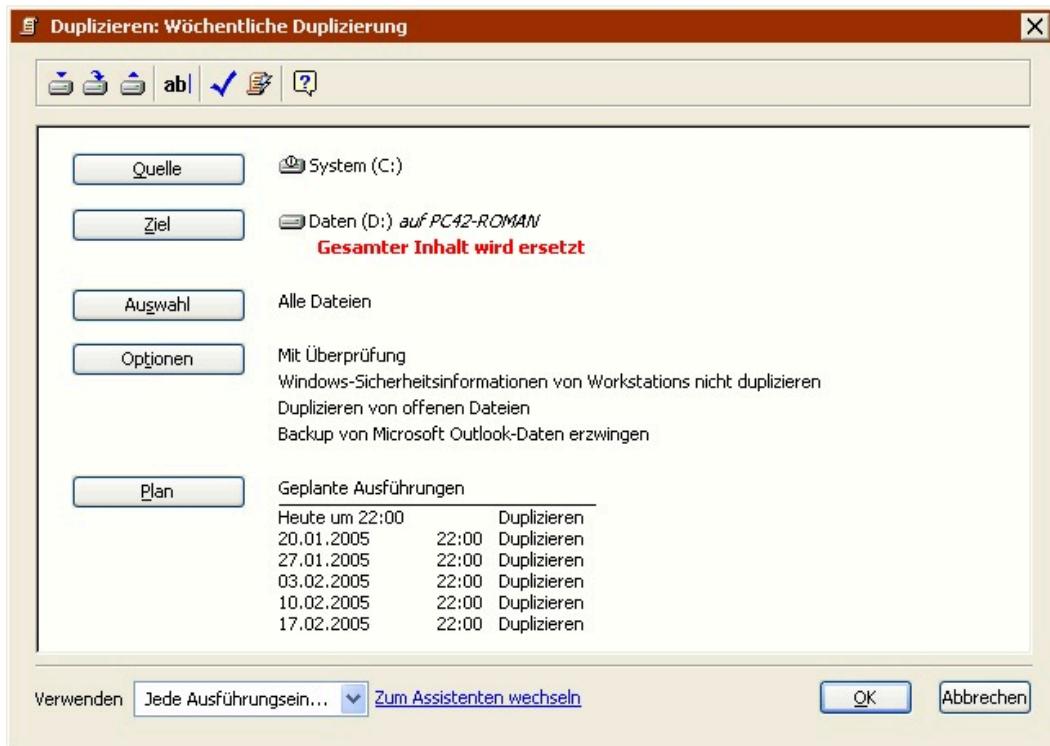 Duplizieren: Wöchentliche Duplizierung
ab|
Quelle System (C:)
Ziel Daten (D:) auf PC42-ROMAN
Gesamter Inhalt wird ersetzt
Auswahl Alle Dateien
Optionen Mit Überprüfung
Windows-Sicherheitsinformationen von Workstations nicht duplizieren
Duplizieren von offenen Dateien
Backup von Microsoft Outlook-Daten erzwingen
Plan Geplante Ausführungen
Heute um 22:00 Duplizieren
20.01.2005 22:00 Duplizieren
27.01.2005 22:00 Duplizieren
03.02.2005 22:00 Duplizieren
10.02.2005 22:00 Duplizieren
17.02.2005 22:00 Duplizieren
Verwenden Jede Ausführungsein... Zum Assistenten wechseln OK Abbrechen